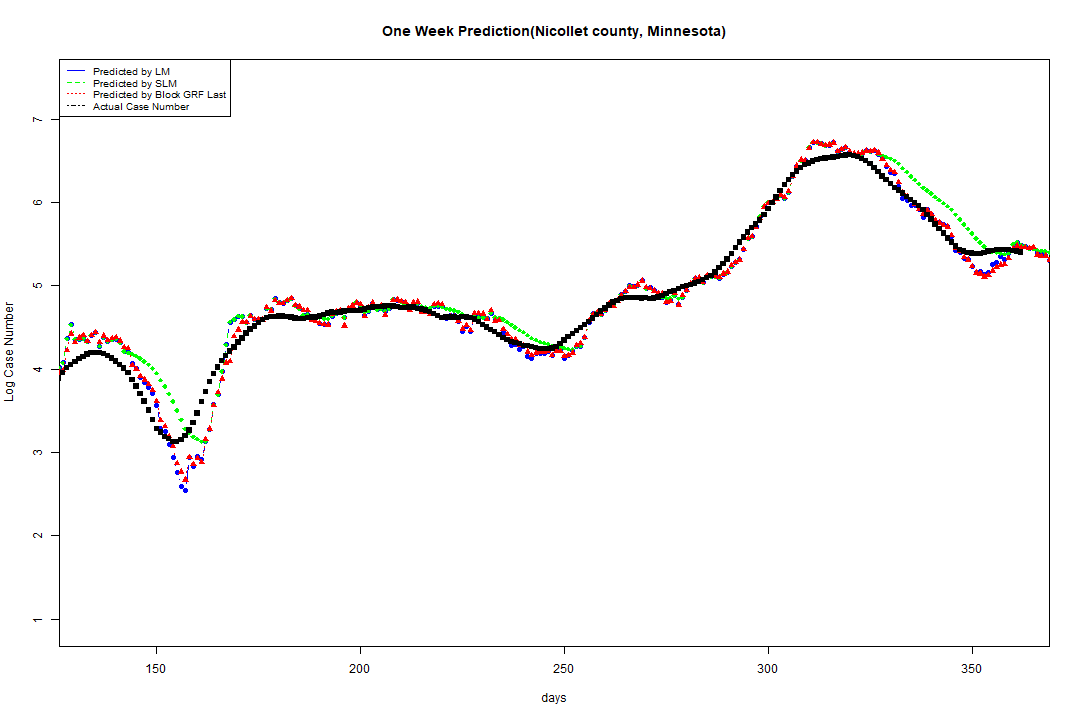 One Week Prediction(Nicollet county, Minnesota)
Predicted by LM
Predicted by SLM
Predicted by Block GRF Last
Actual Case Number
7
6
5
4
3
2
1
Log Case Number
150 200 250 300 350
days